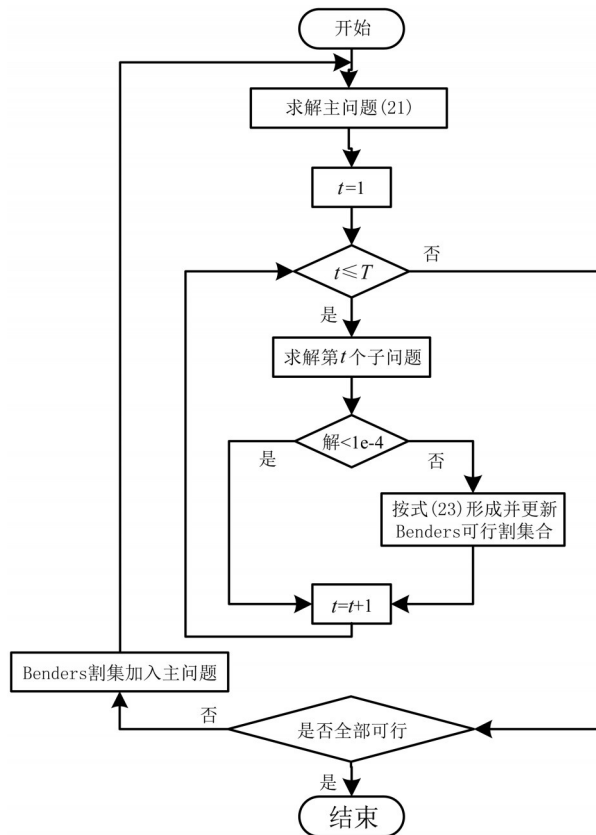 开始
求解主问题(21)
t=1
t≤T
否
是
求解第t个子问题
解<1e-4
是
否
按式(23)形成并更新
Benders可行割集合
t=t+1
Benders割集加入主问题
否
是否全部可行
是
结束